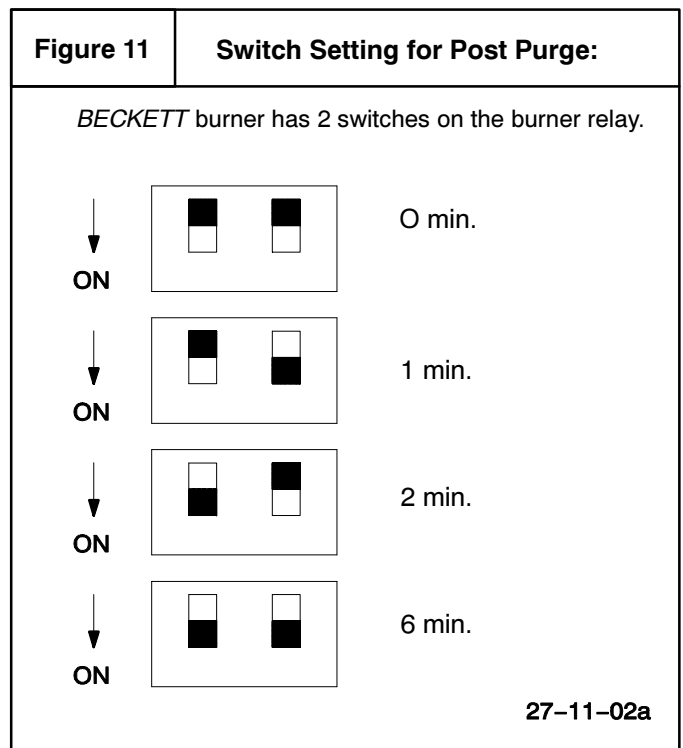 Figure 11
Switch Setting for Post Purge:
BECKETT burner has 2 switches on the burner relay.
O min.
ON
1 min.
ON
2 min.
ON
6 min.
ON
27–11–02a